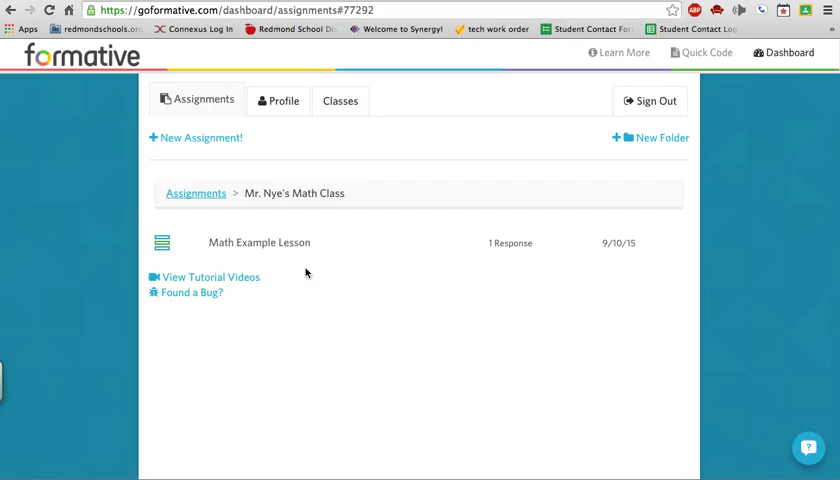 https://goformative.com/dashboard/assignments#77292
Apps redmondschools.org Connexus Log In Redmond School Dis Welcome to Synergy! tech work order Student Contact For Student Contact Log »
formative Learn More Quick Code Dashboard
Assignments Profile Classes Sign Out
New Assignment! New Folder
Assignments > Mr. Nye's Math Class
Math Example Lesson 1 Response 9/10/15
View Tutorial Videos
Found a Bug?